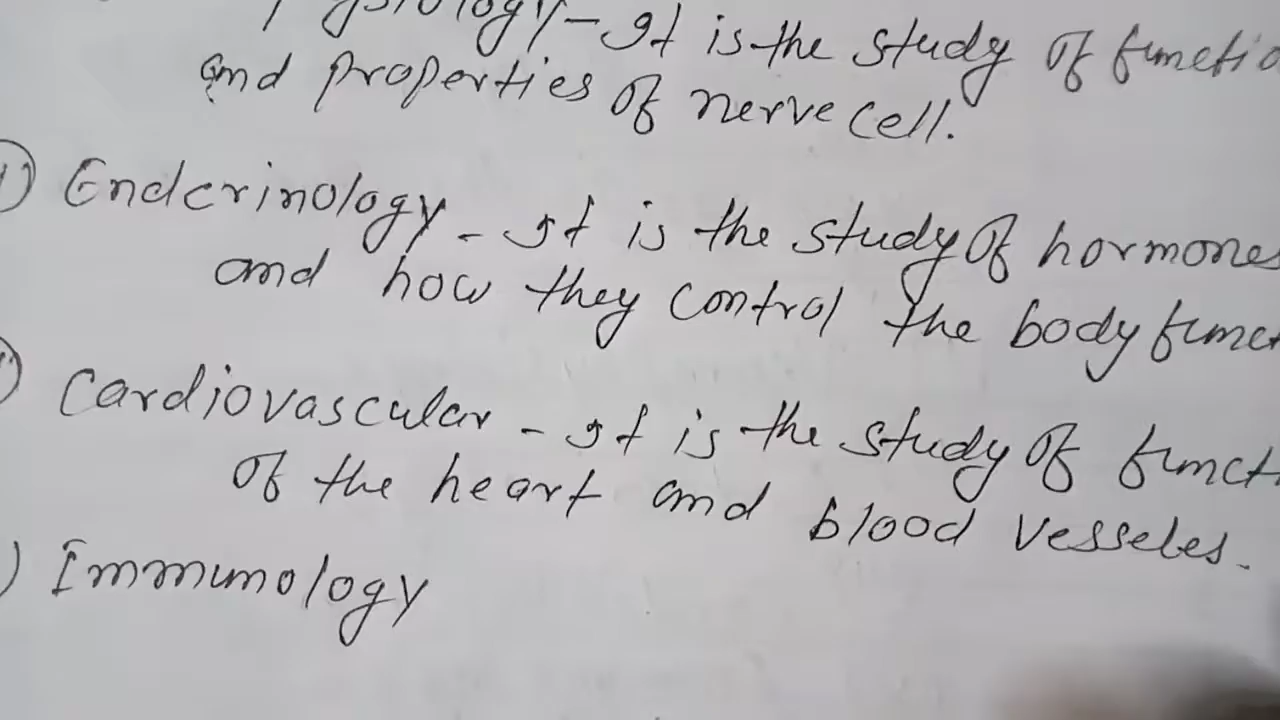 - It is the study of functio
and properties of nerve cell.
) Endcrinology - It is the study of hormones
and how they control the body funct
) Cardiovascular - It is the study of functi
of the heart and blood vesseles.
) Immunology